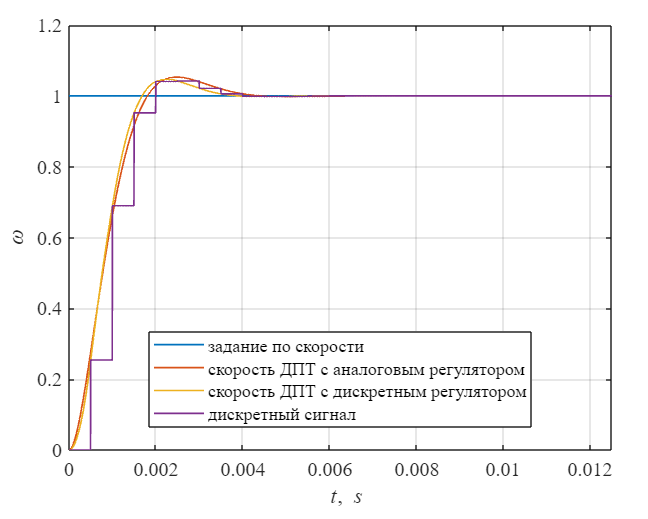 1.2
1
0.8
0.6
0.4
0.2
0
ω
задание по скорости
скорость ДПТ с аналоговым регулятором
скорость ДПТ с дискретным регулятором
дискретный сигнал
0 0.002 0.004 0.006 0.008 0.01 0.012
t, s